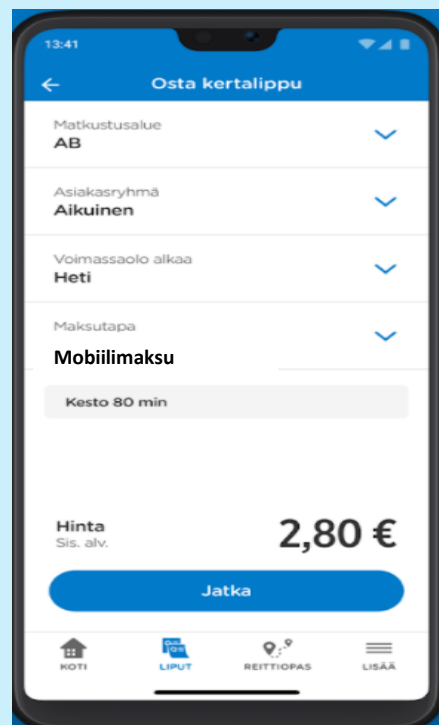 13:41
Osta kertalippu
Matkustusalue
AB
Asiakasryhmä
Aikuinen
Voimassaolo alkaa
Heti
Maksutapa
Mobiilimaksu
Kesto 80 min
Hinta
2,80 €
Sis. alv.
Jatka
KOTI
LIPUT
REITTIOPAS
LISÄÄ